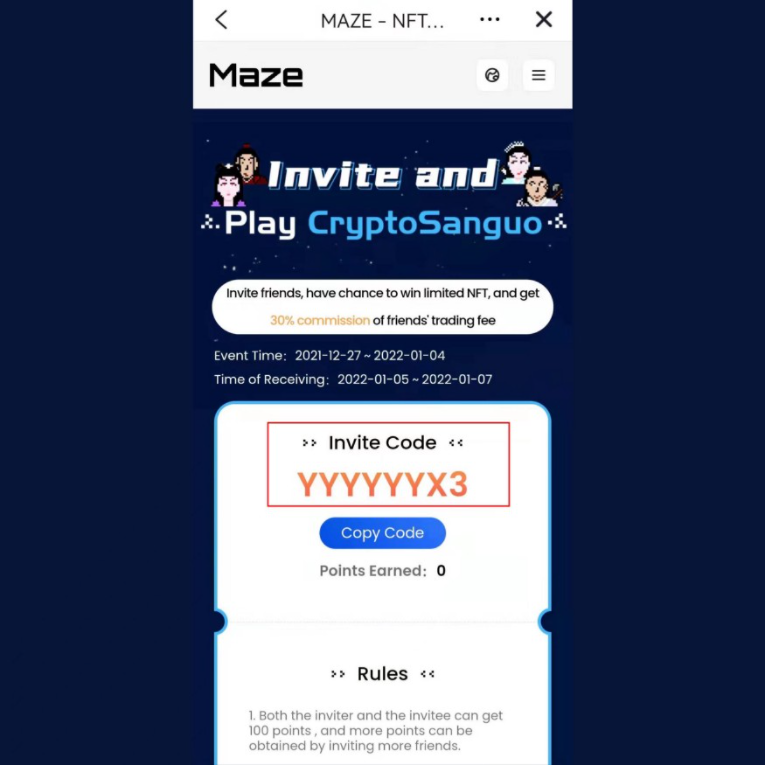 MAZE - NFT...
Maze
Invite and
Play CryptoSanguo
Invite friends, have chance to win limited NFT, and get
30% commission of friends' trading fee
Event Time: 2021-12-27 ~ 2022-01-04
Time of Receiving: 2022-01-05 ~ 2022-01-07
Invite Code
YYYYYYX3
Copy Code
Points Earned: 0
Rules
1. Both the inviter and the invitee can get
100 points , and more points can be
obtained by inviting more friends.